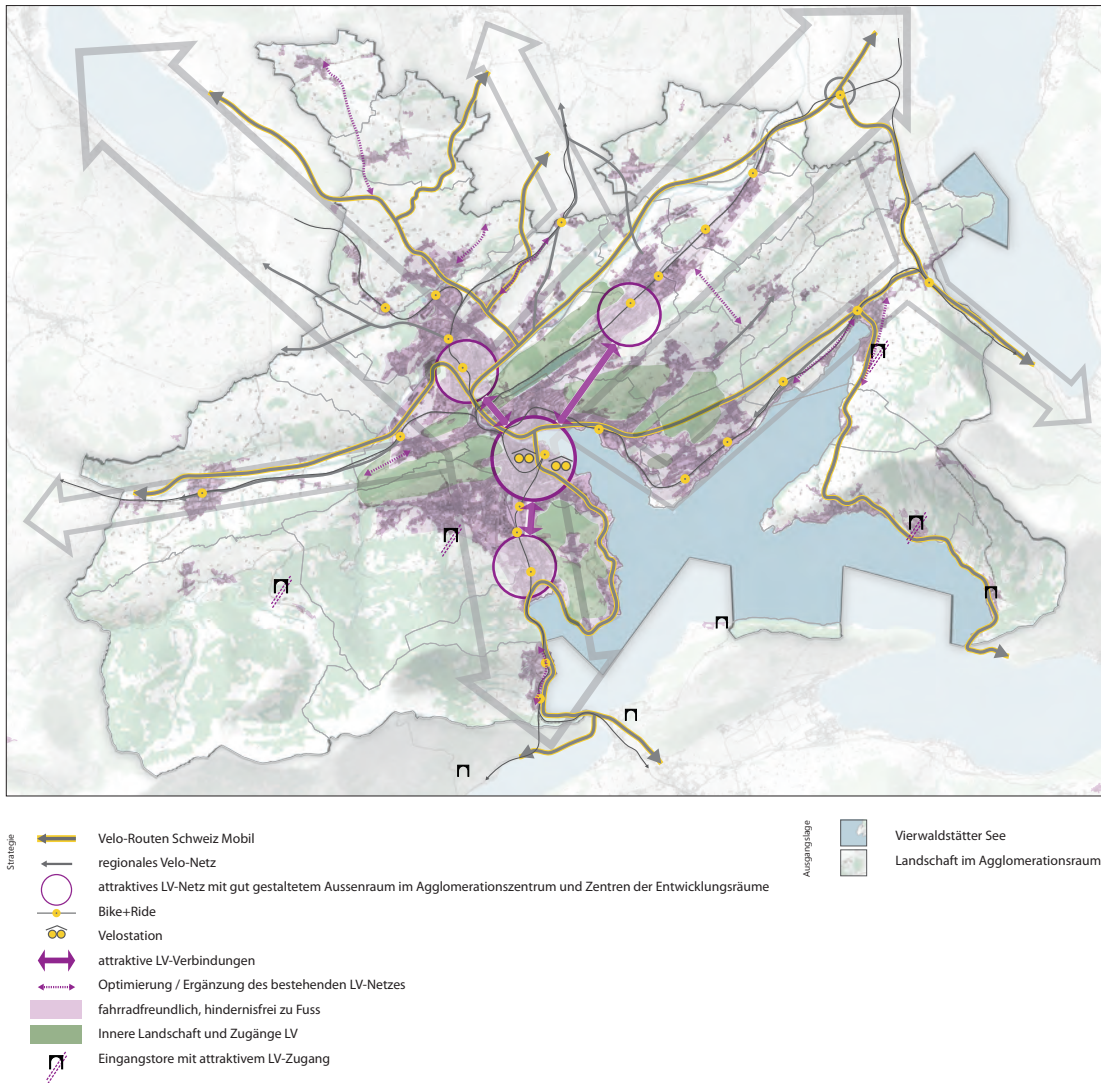 Strategie
Velo-Routen Schweiz Mobil
regionales Velo-Netz
attraktives LV-Netz mit gut gestaltetem Aussenraum im Agglomerationszentrum und Zentren der Entwicklungsräume
Bike+Ride
Velostation
attraktive LV-Verbindungen
Optimierung / Ergänzung des bestehenden LV-Netzes
fahrradfreundlich, hindernisfrei zu Fuss
Innere Landschaft und Zugänge LV
Eingangstore mit attraktivem LV-Zugang
Ausgangslage
Vierwaldstätter See
Landschaft im Agglomerationsraum